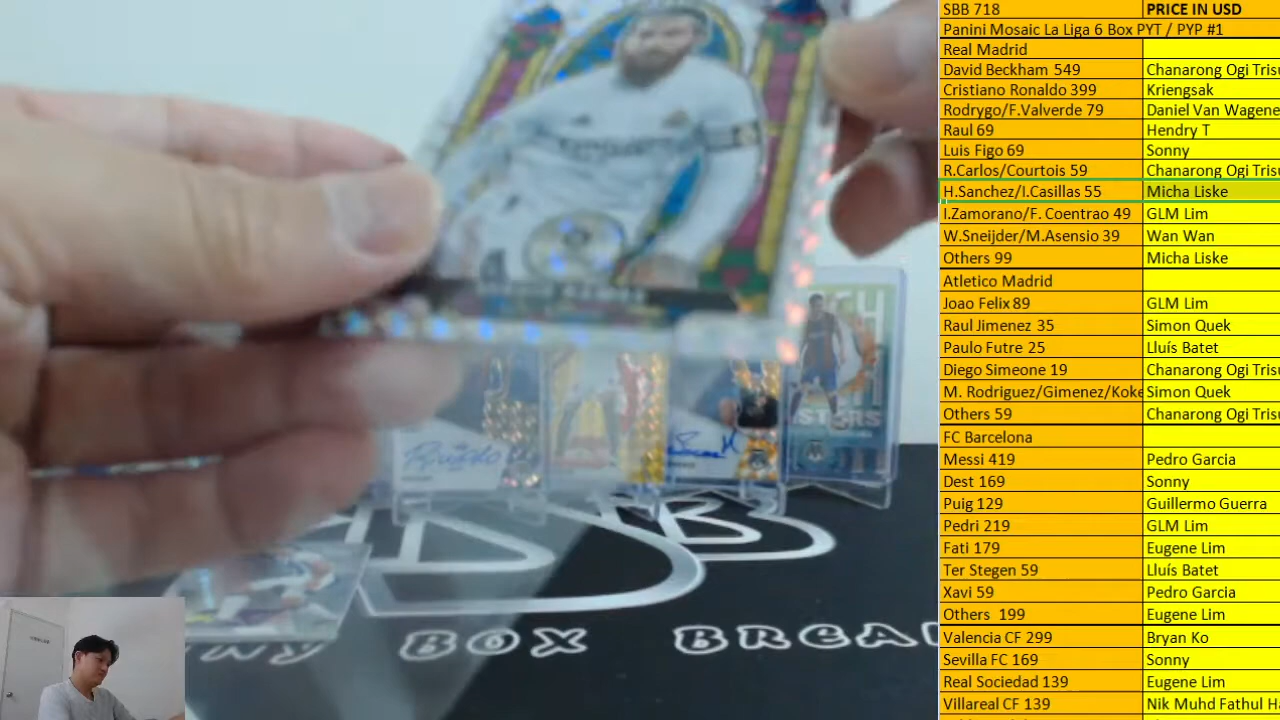 SBB 718 PRICE IN USD
Panini Mosaic La Liga 6 Box PYT / PYP #1
Real Madrid
David Beckham 549 Chanarong Ogi Trisu
Cristiano Ronaldo 399 Kriengsak
Rodrygo/F.Valverde 79 Daniel Van Wagene
Raul 69 Hendry T
Luis Figo 69 Sonny
R.Carlos/Courtois 59 Chanarong Ogi Trisu
H.Sanchez/I.Casillas 55 Micha Liske
I.Zamorano/F. Coentrao 49 GLM Lim
W.Sneijder/M.Asensio 39 Wan Wan
Others 99 Micha Liske
Atletico Madrid
Joao Felix 89 GLM Lim
Raul Jimenez 35 Simon Quek
Paulo Futre 25 Lluís Batet
Diego Simeone 19 Chanarong Ogi Trisu
M. Rodriguez/Gimenez/Koke Simon Quek
Others 59 Chanarong Ogi Trisu
FC Barcelona
Messi 419 Pedro Garcia
Dest 169 Sonny
Puig 129 Guillermo Guerra
Pedri 219 GLM Lim
Fati 179 Eugene Lim
Ter Stegen 59 Lluís Batet
Xavi 59 Pedro Garcia
Others 199 Eugene Lim
Valencia CF 299 Bryan Ko
Sevilla FC 169 Sonny
Real Sociedad 139 Eugene Lim
Villareal CF 139 Nik Muhd Fathul Ha
BOX BREA